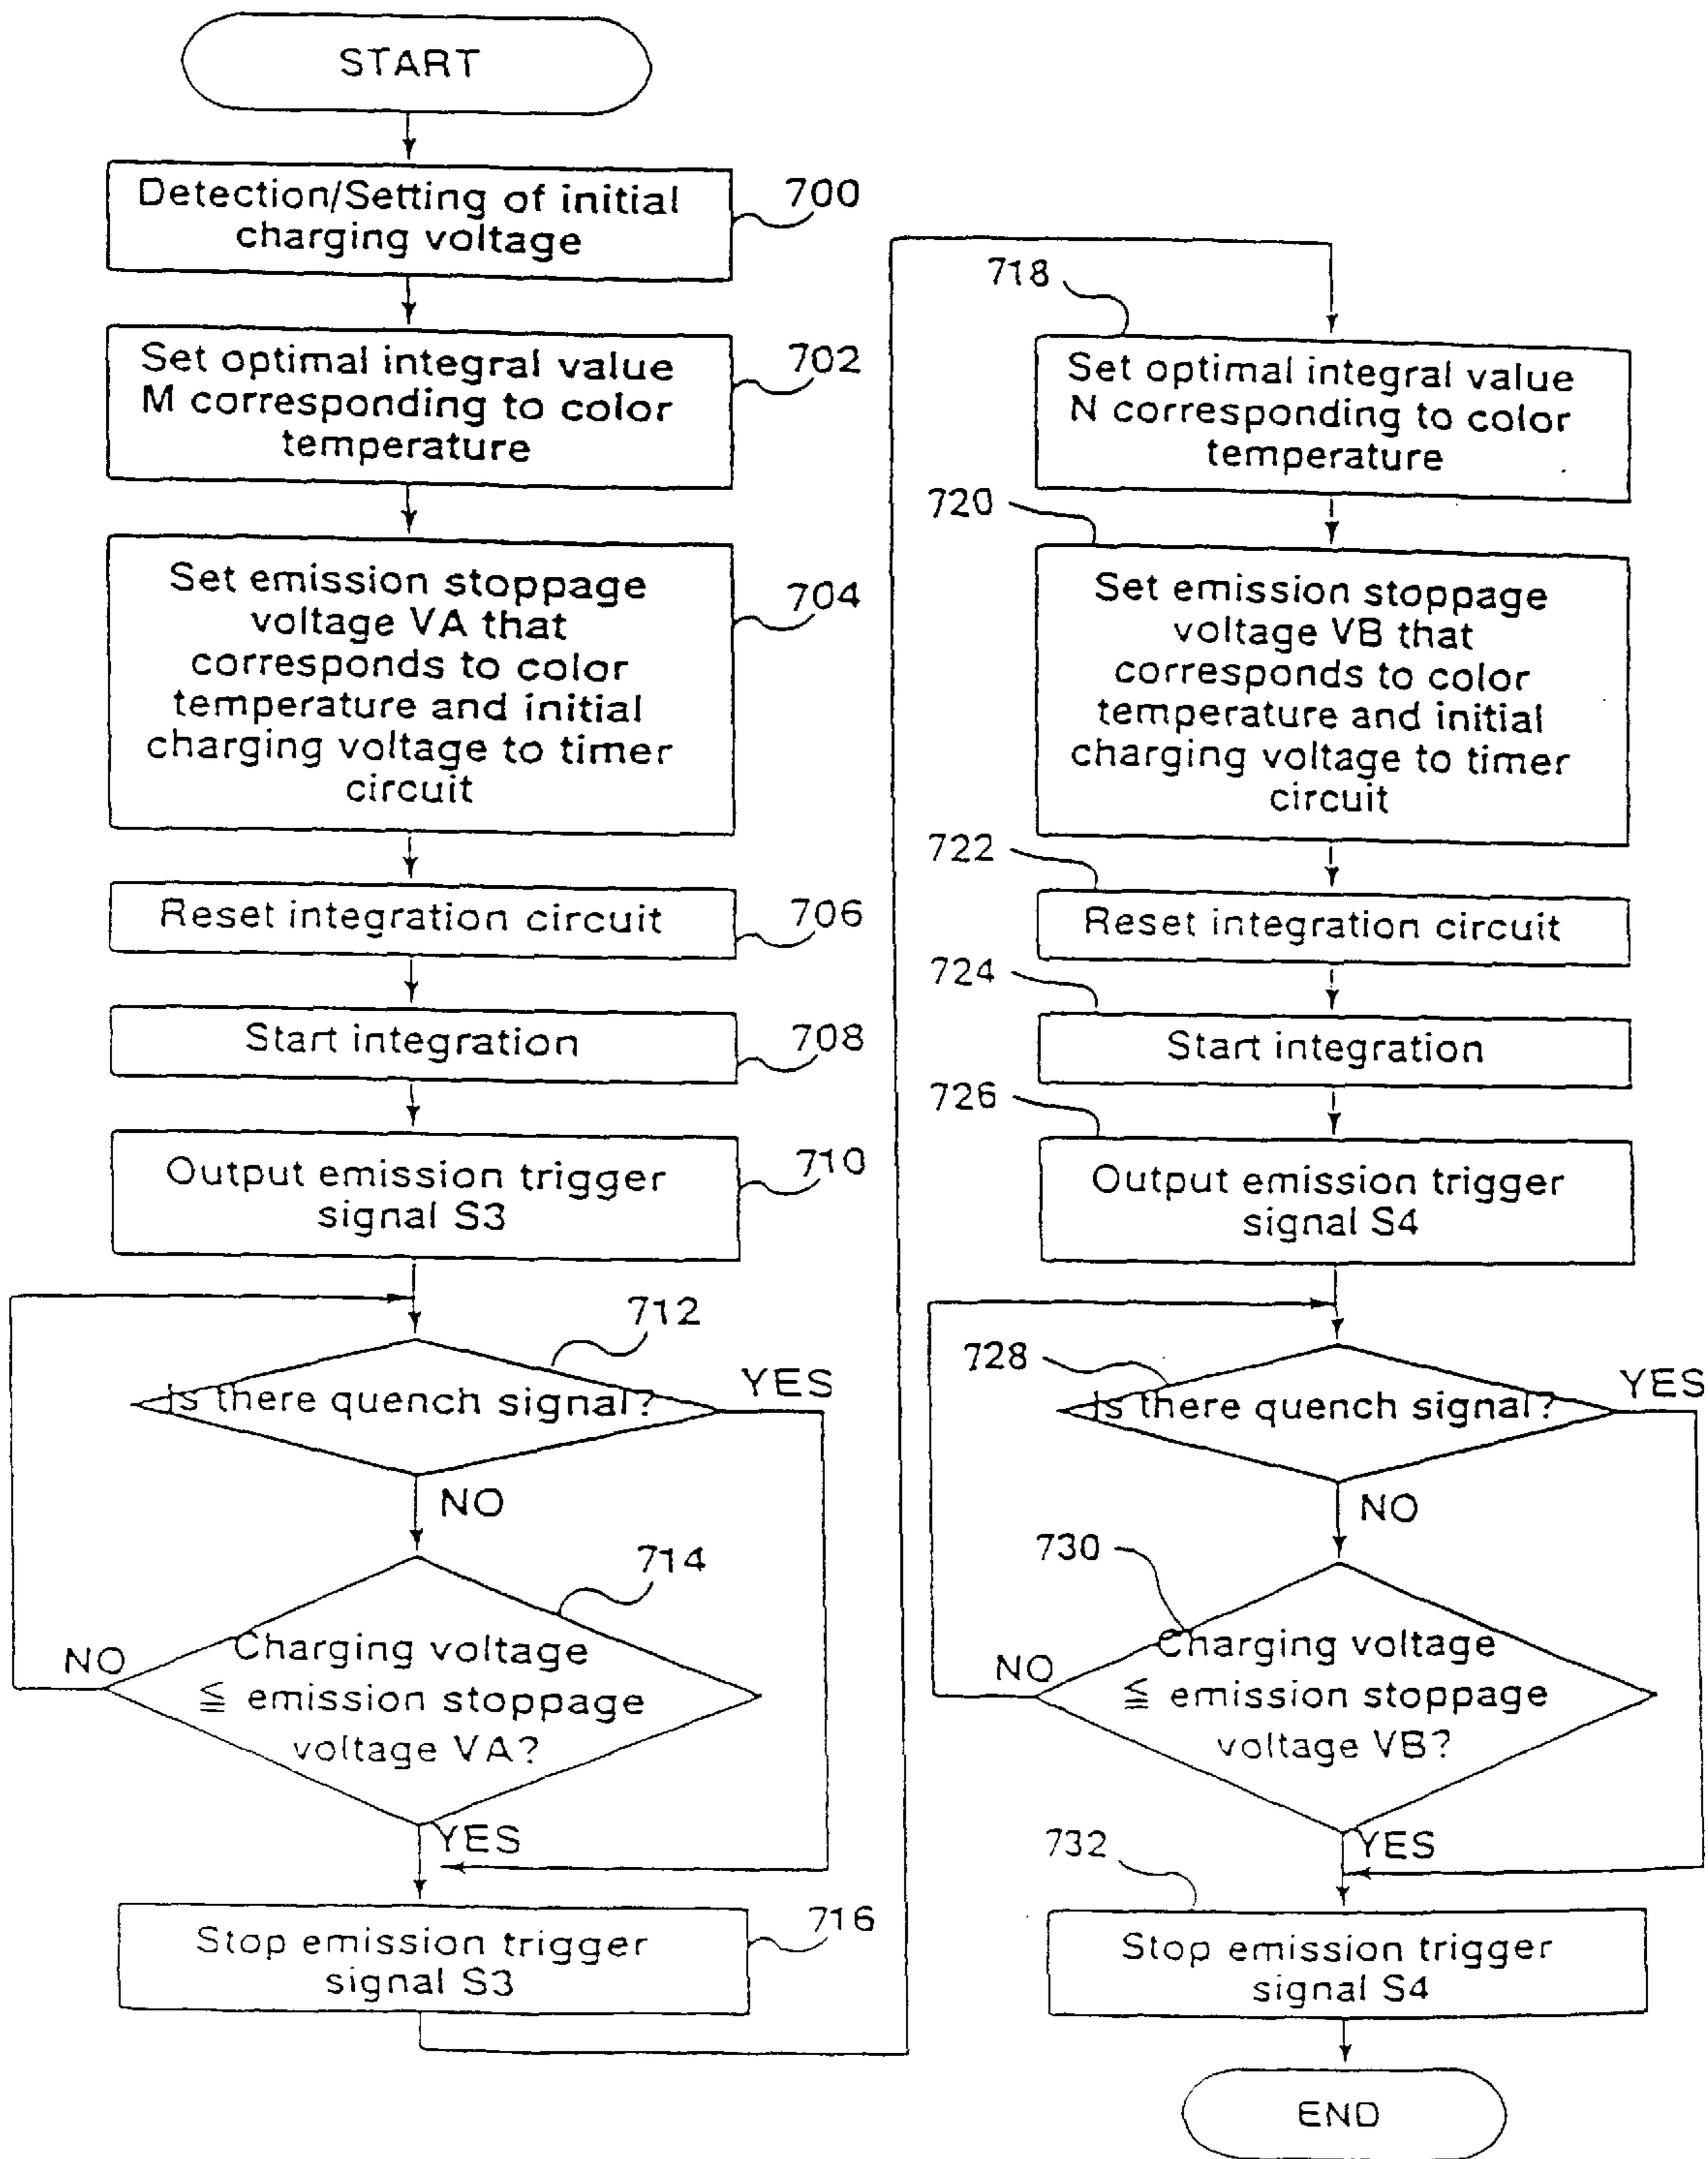 START
Detection/Setting of initial
charging voltage
700
Set optimal integral value
M corresponding to color
temperature
702
Set emission stoppage
voltage VA that
corresponds to color
temperature and initial
charging voltage to timer
circuit
704
Reset integration circuit
706
Start integration
708
Output emission trigger
signal S3
710
712
Is there quench signal?
YES
NO
714
Charging voltage
≦ emission stoppage
voltage VA?
NO
YES
Stop emission trigger
signal S3
716
718
Set optimal integral value
N corresponding to color
temperature
720
Set emission stoppage
voltage VB that
corresponds to color
temperature and initial
charging voltage to timer
circuit
722
Reset integration circuit
724
Start integration
726
Output emission trigger
signal S4
728
Is there quench signal?
YES
NO
730
Charging voltage
≦ emission stoppage
voltage VB?
NO
YES
732
Stop emission trigger
signal S4
END